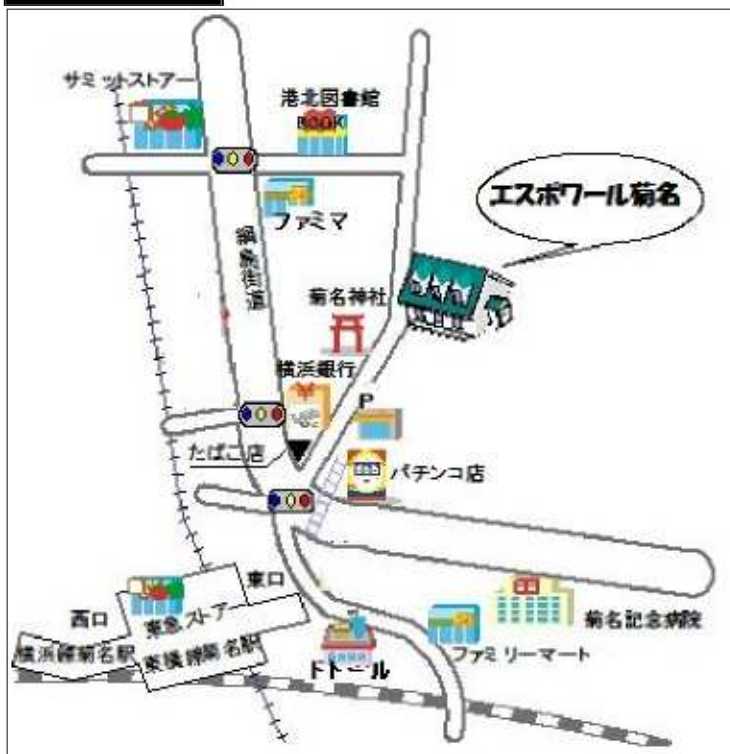 サミットストアー
港北図書館
BOOK
エスポワール菊名
ファミマ
綱島街道
菊名神社
横浜銀行
P
たばこ店
パチンコ店
東口
西口
東急ストアー
横浜線菊名駅
東横線菊名駅
ドトール
ファミリーマート
菊名記念病院